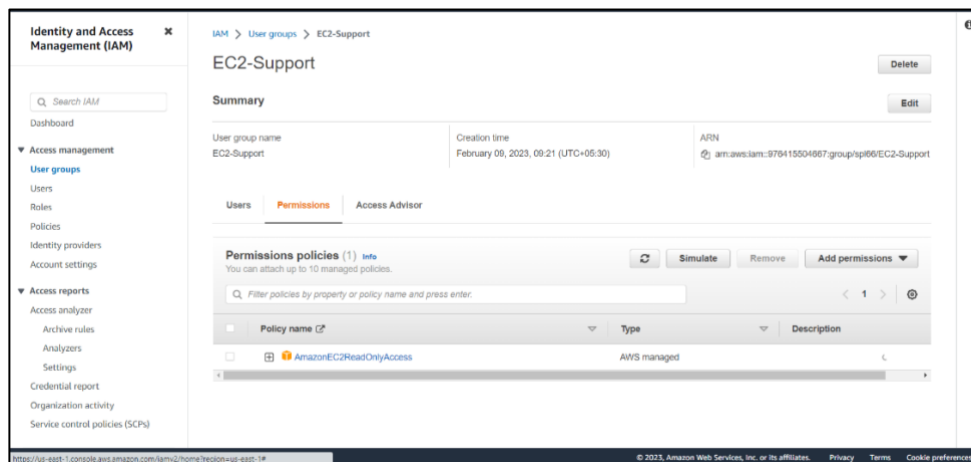 Identity and Access Management (IAM)
Search IAM
Dashboard
Access management
User groups
Users
Roles
Policies
Identity providers
Account settings
Access reports
Access analyzer
Archive rules
Analyzers
Settings
Credential report
Organization activity
Service control policies (SCPs)
IAM > User groups > EC2-Support
EC2-Support
Delete
Summary
Edit
User group name
EC2-Support
Creation time
February 09, 2023, 09:21 (UTC+05:30)
ARN
arn:aws:iam::976415504667:group/spl66/EC2-Support
Users Permissions Access Advisor
Permissions policies (1) Info
You can attach up to 10 managed policies.
Simulate Remove Add permissions
Filter policies by property or policy name and press enter.
1
Policy name Type Description
AmazonEC2ReadOnlyAccess AWS managed
https://us-east-1.console.aws.amazon.com/iamv2/home?region=us-east-1#
© 2023, Amazon Web Services, Inc. or its affiliates. Privacy Terms Cookie preferences